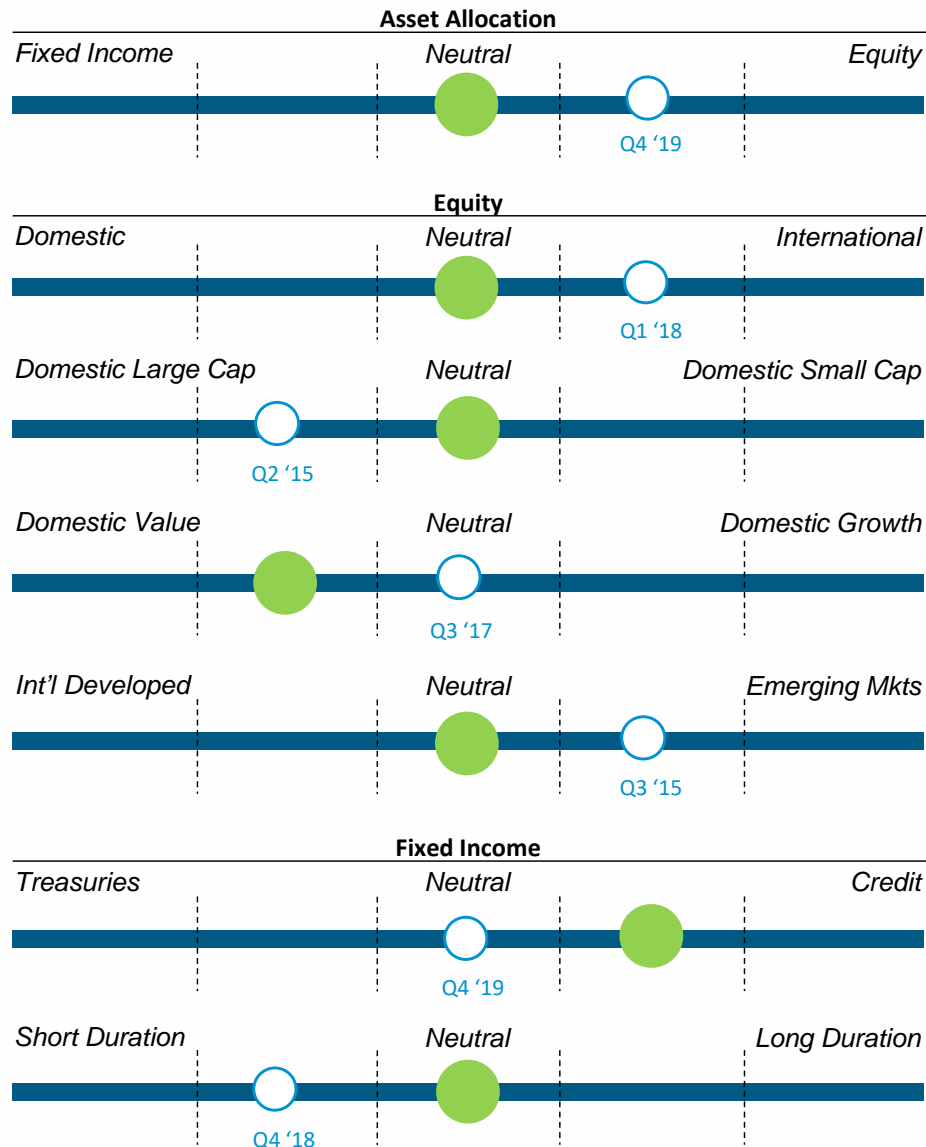 Asset Allocation
Fixed Income Neutral Equity
Q4 ‘19
Equity
Domestic Neutral International
Q1 ‘18
Domestic Large Cap Neutral Domestic Small Cap
Q2 ‘15
Domestic Value Neutral Domestic Growth
Q3 ‘17
Int’l Developed Neutral Emerging Mkts
Q3 ‘15
Fixed Income
Treasuries Neutral Credit
Q4 ‘19
Short Duration Neutral Long Duration
Q4 ‘18